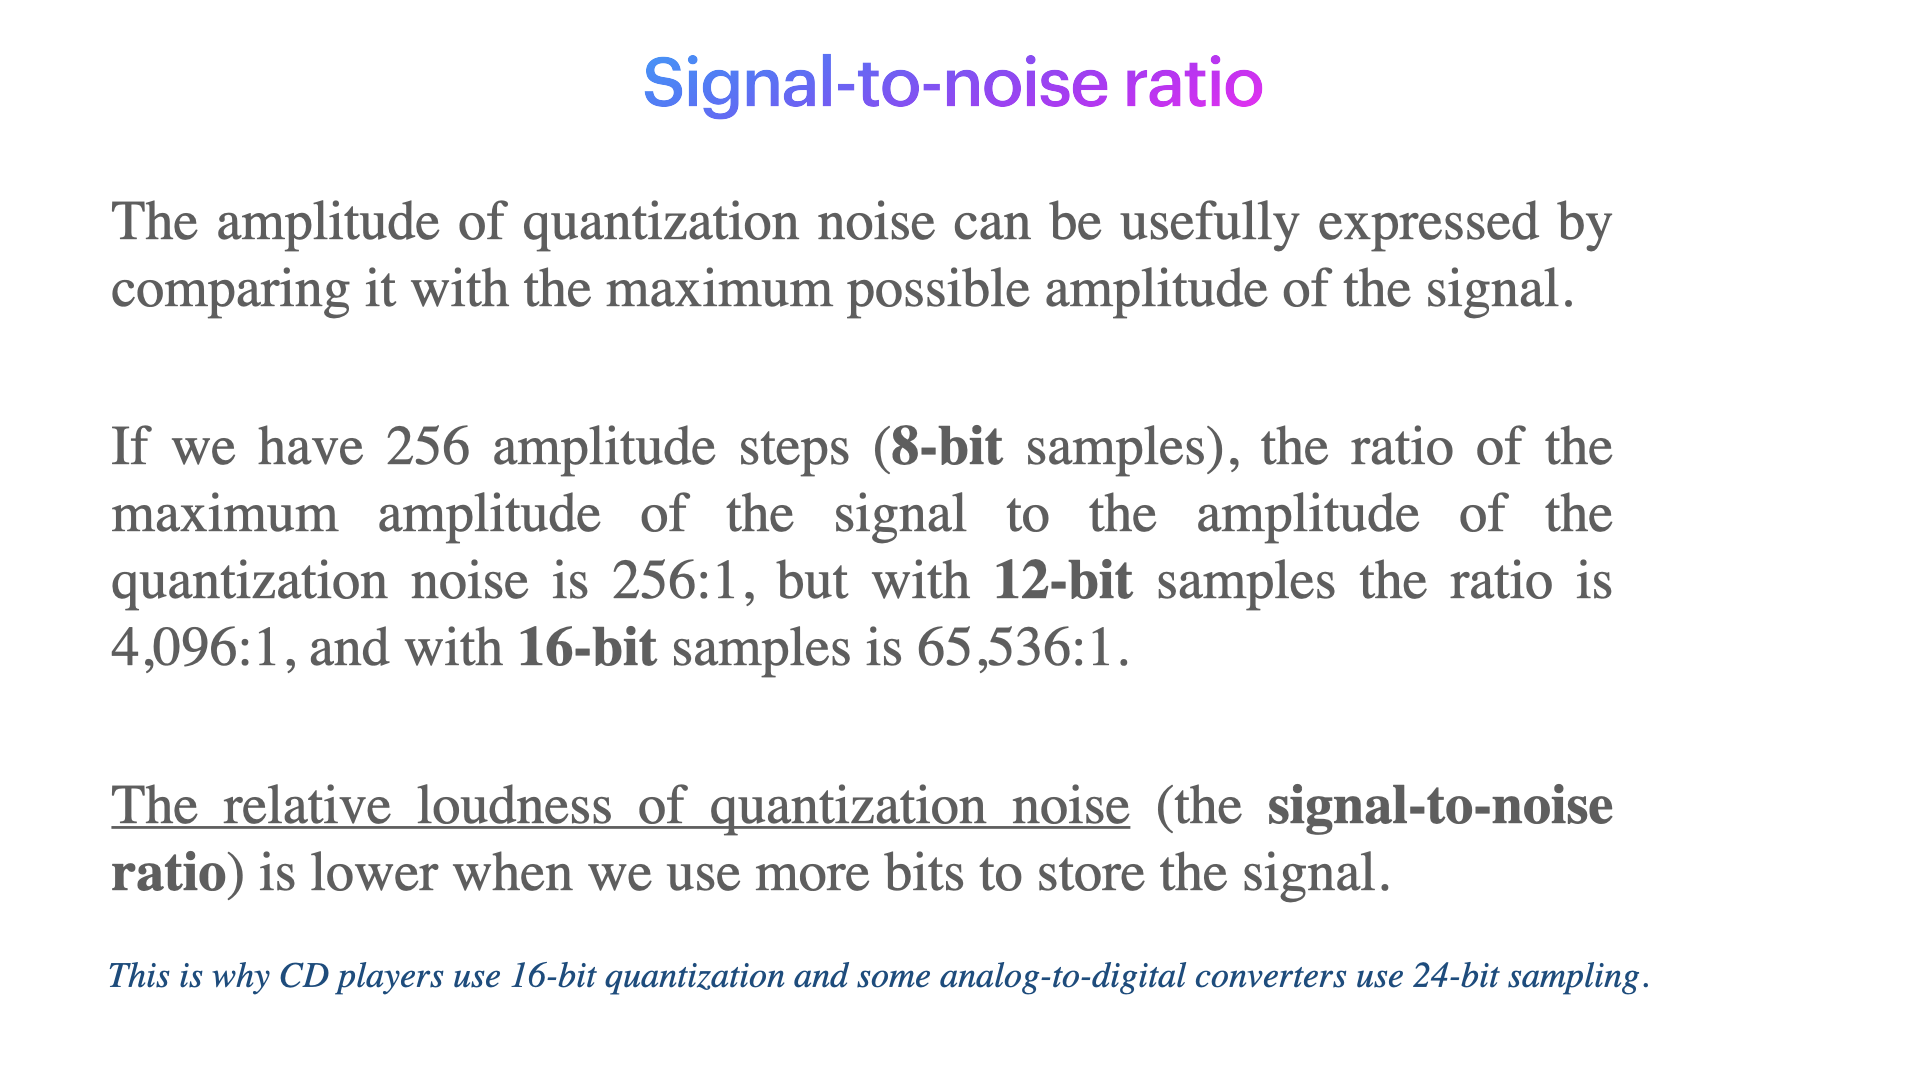 Signal-to-noise ratio
The amplitude of quantization noise can be usefully expressed by
comparing it with the maximum possible amplitude of the signal.
If we have 256 amplitude steps (8-bit samples), the ratio of the
maximum amplitude of the signal to the amplitude of the
quantization noise is 256:1, but with 12-bit samples the ratio is
4,096:1, and with 16-bit samples is 65,536:1.
The relative loudness of quantization noise (the signal-to-noise
ratio) is lower when we use more bits to store the signal.
This is why CD players use 16-bit quantization and some analog-to-digital converters use 24-bit sampling.